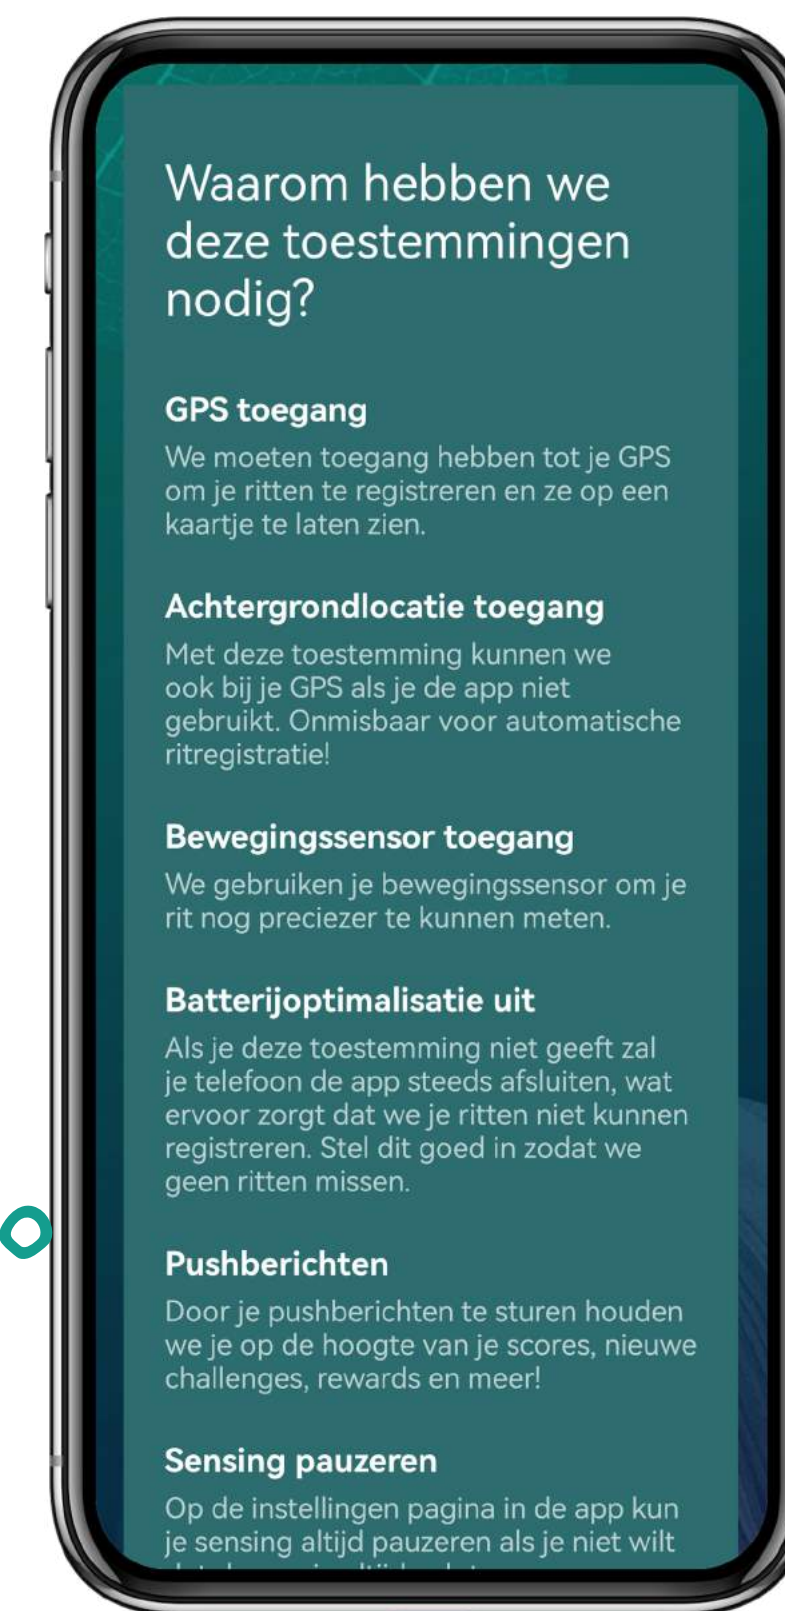 Waarom hebben we
deze toestemmingen
nodig?
GPS toegang
We moeten toegang hebben tot je GPS
om je ritten te registreren en ze op een
kaartje te laten zien.
Achtergrondlocatie toegang
Met deze toestemming kunnen we
ook bij je GPS als je de app niet
gebruikt. Onmisbaar voor automatische
ritregistratie!
Bewegingssensor toegang
We gebruiken je bewegingssensor om je
rit nog preciezer te kunnen meten.
Batterijoptimalisatie uit
Als je deze toestemming niet geeft zal
je telefoon de app steeds afsluiten, wat
ervoor zorgt dat we je ritten niet kunnen
registreren. Stel dit goed in zodat we
geen ritten missen.
Pushberichten
Door je pushberichten te sturen houden
we je op de hoogte van je scores, nieuwe
challenges, rewards en meer!
Sensing pauzeren
Op de instellingen pagina in de app kun
je sensing altijd pauzeren als je niet wilt